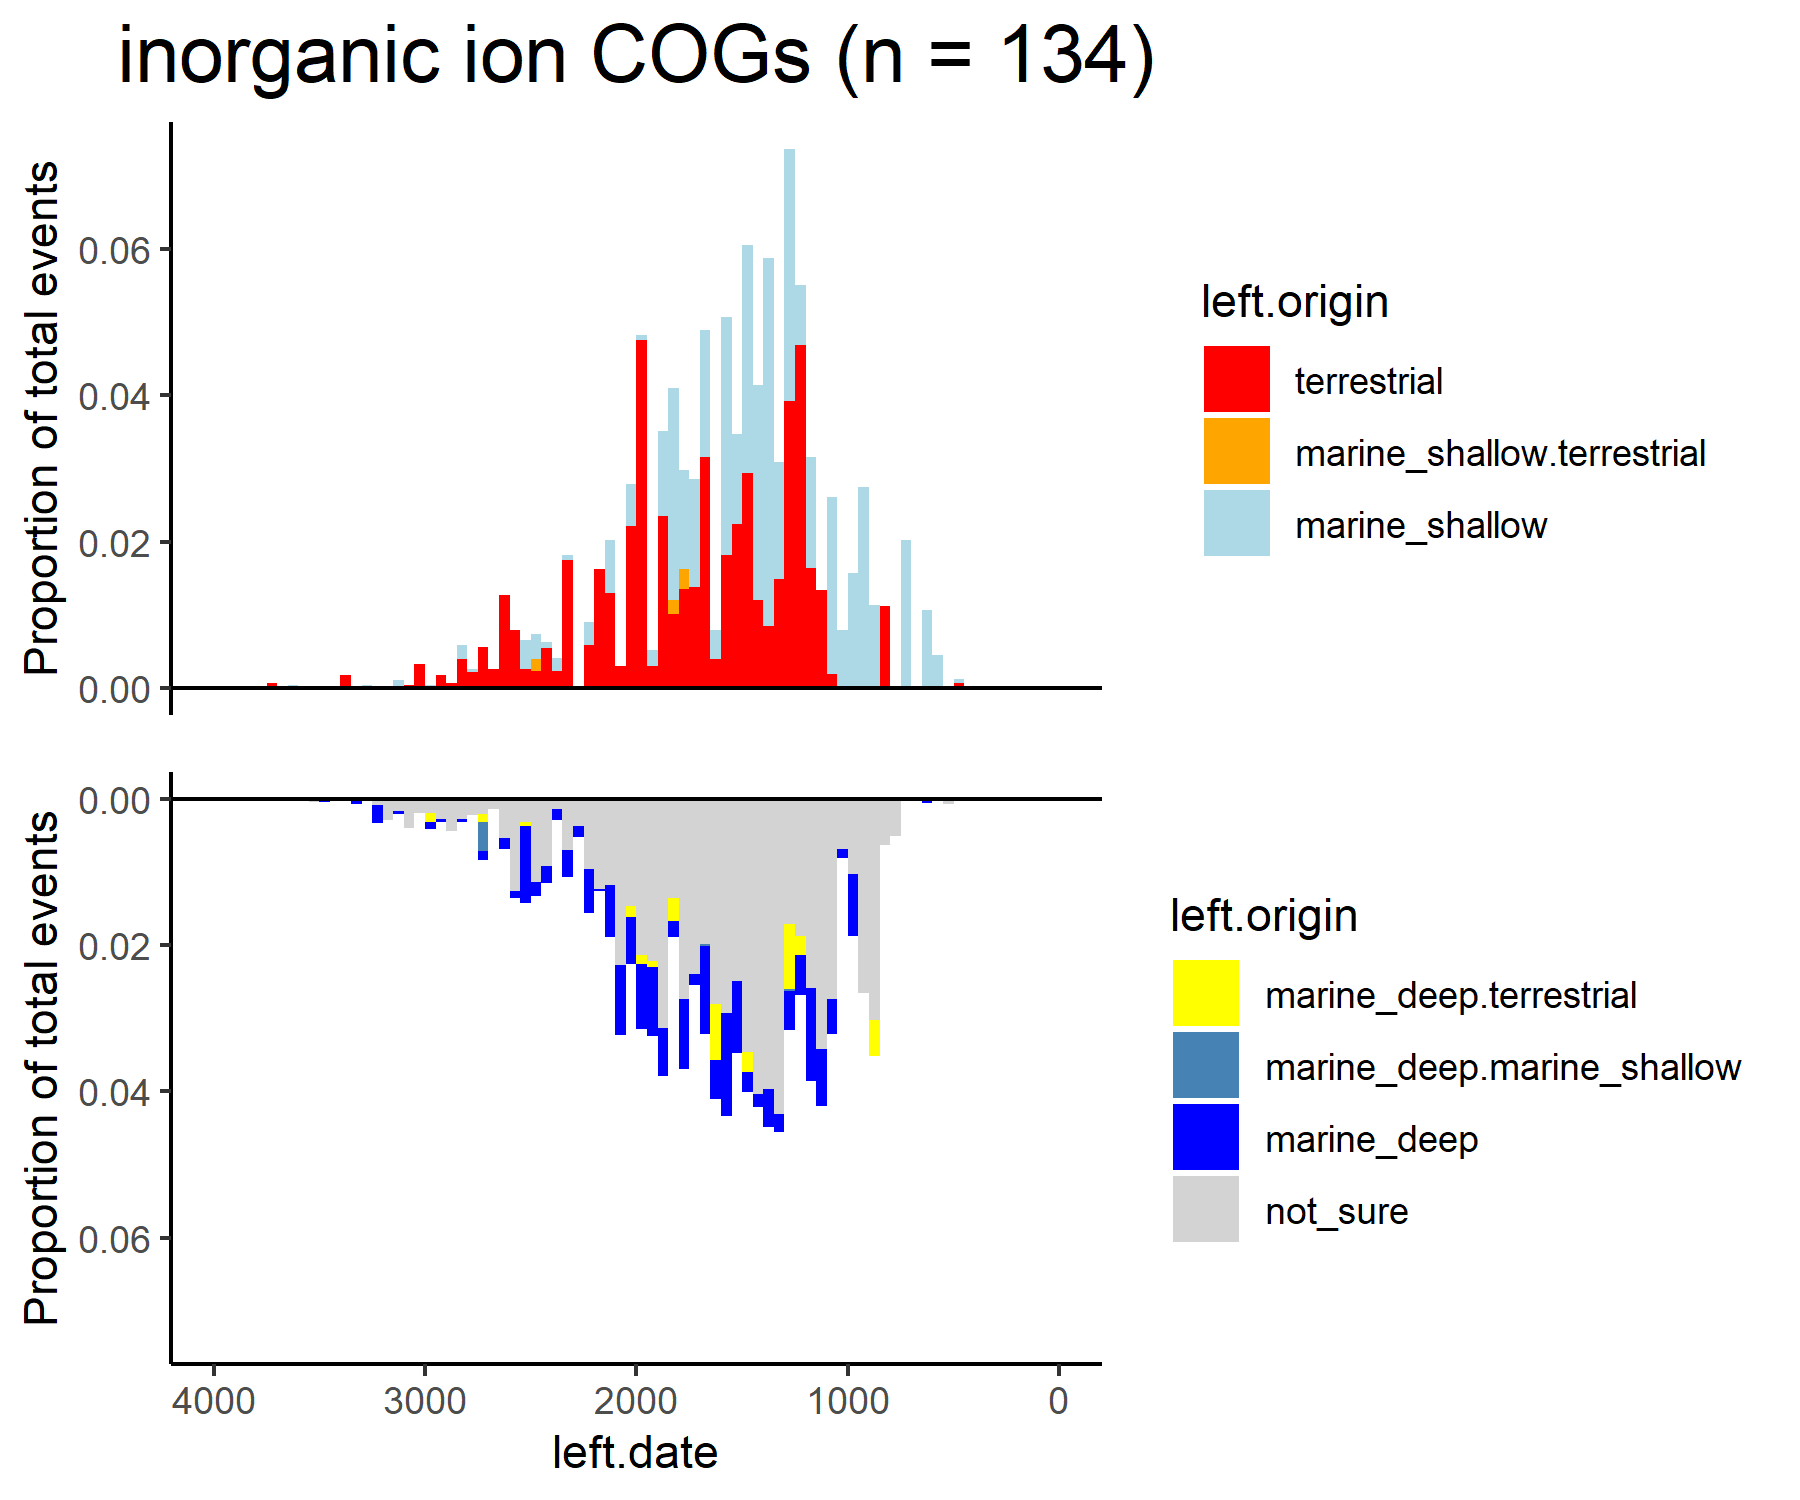 inorganic ion COGs (n = 134)
Proportion of total events
0.06
0.04
0.02
0.00
left.origin
terrestrial
marine_shallow.terrestrial
marine_shallow
Proportion of total events
0.00
0.02
0.04
0.06
4000 3000 2000 1000 0
left.date
left.origin
marine_deep.terrestrial
marine_deep.marine_shallow
marine_deep
not_sure